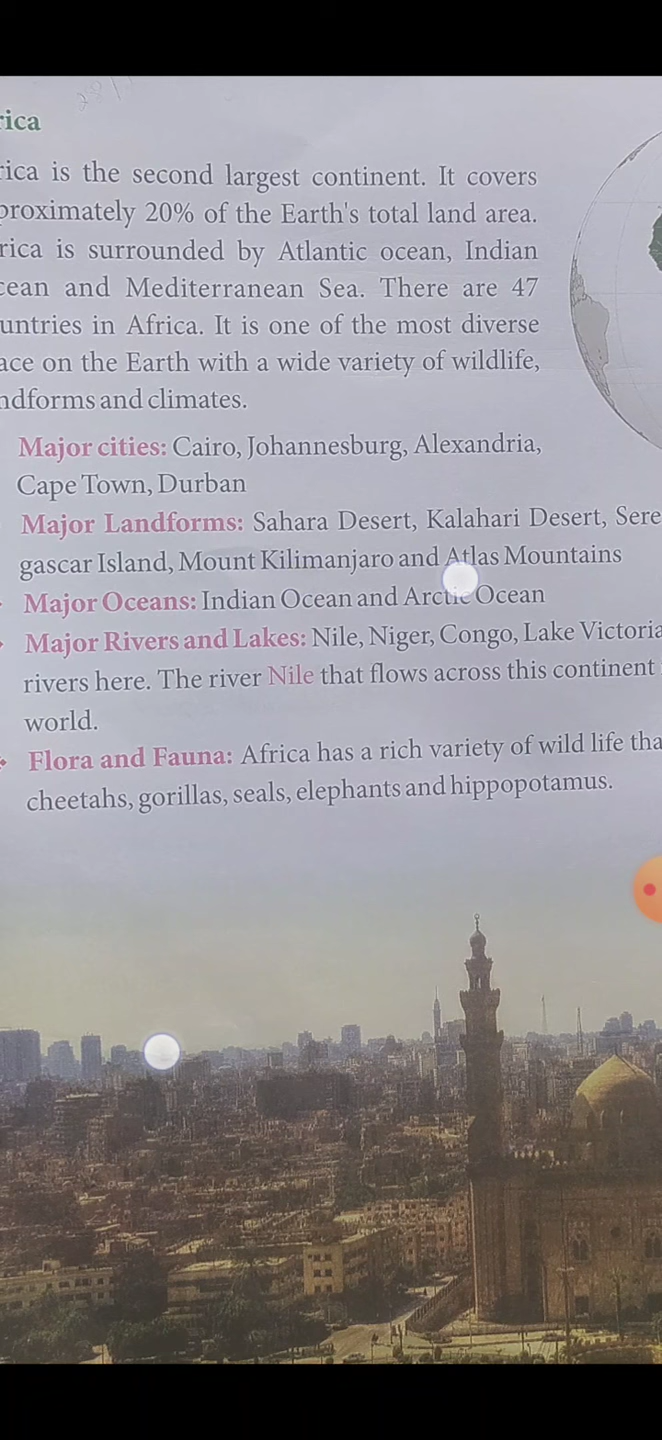 rica
rica is the second largest continent. It covers
proximately 20% of the Earth's total land area.
rica is surrounded by Atlantic ocean, Indian
cean and Mediterranean Sea. There are 47
untries in Africa. It is one of the most diverse
ace on the Earth with a wide variety of wildlife,
ndforms and climates.
Major cities: Cairo, Johannesburg, Alexandria,
Cape Town, Durban
Major Landforms: Sahara Desert, Kalahari Desert, Sere
gascar Island, Mount Kilimanjaro and Atlas Mountains
Major Oceans: Indian Ocean and Arctic Ocean
Major Rivers and Lakes: Nile, Niger, Congo, Lake Victoria
rivers here. The river Nile that flows across this continent
world.
Flora and Fauna: Africa has a rich variety of wild life tha
cheetahs, gorillas, seals, elephants and hippopotamus.